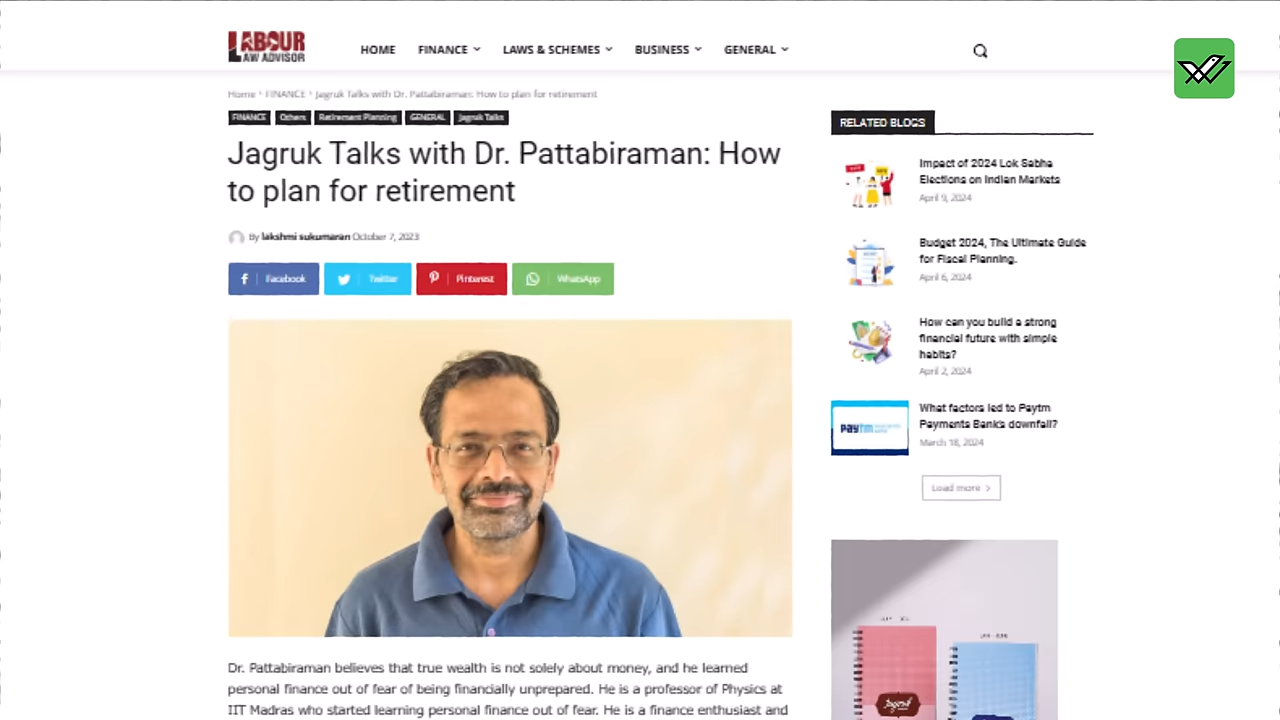 LABOUR
LAW ADVISOR
HOME
FINANCE
LAWS & SCHEMES
BUSINESS
GENERAL
Home › FINANCE › Jagruk Talks with Dr. Pattabiraman: How to plan for retirement
FINANCE
Others
Retirement Planning
GENERAL
Jagruk Talks
Jagruk Talks with Dr. Pattabiraman: How
to plan for retirement
By lakshmi sukumaran October 7, 2023
Facebook
Twitter
Pinterest
WhatsApp
Dr. Pattabiraman believes that true wealth is not solely about money, and he learned
personal finance out of fear of being financially unprepared. He is a professor of Physics at
IIT Madras who started learning personal finance out of fear. He is a finance enthusiast and
RELATED BLOGS
Impact of 2024 Lok Sabha
Elections on Indian Markets
April 9, 2024
Budget 2024, The Ultimate Guide
for Fiscal Planning.
April 6, 2024
How can you build a strong
financial future with simple
habits?
April 2, 2024
paytm
What factors led to Paytm
Payments Bank's downfall?
March 18, 2024
Load more